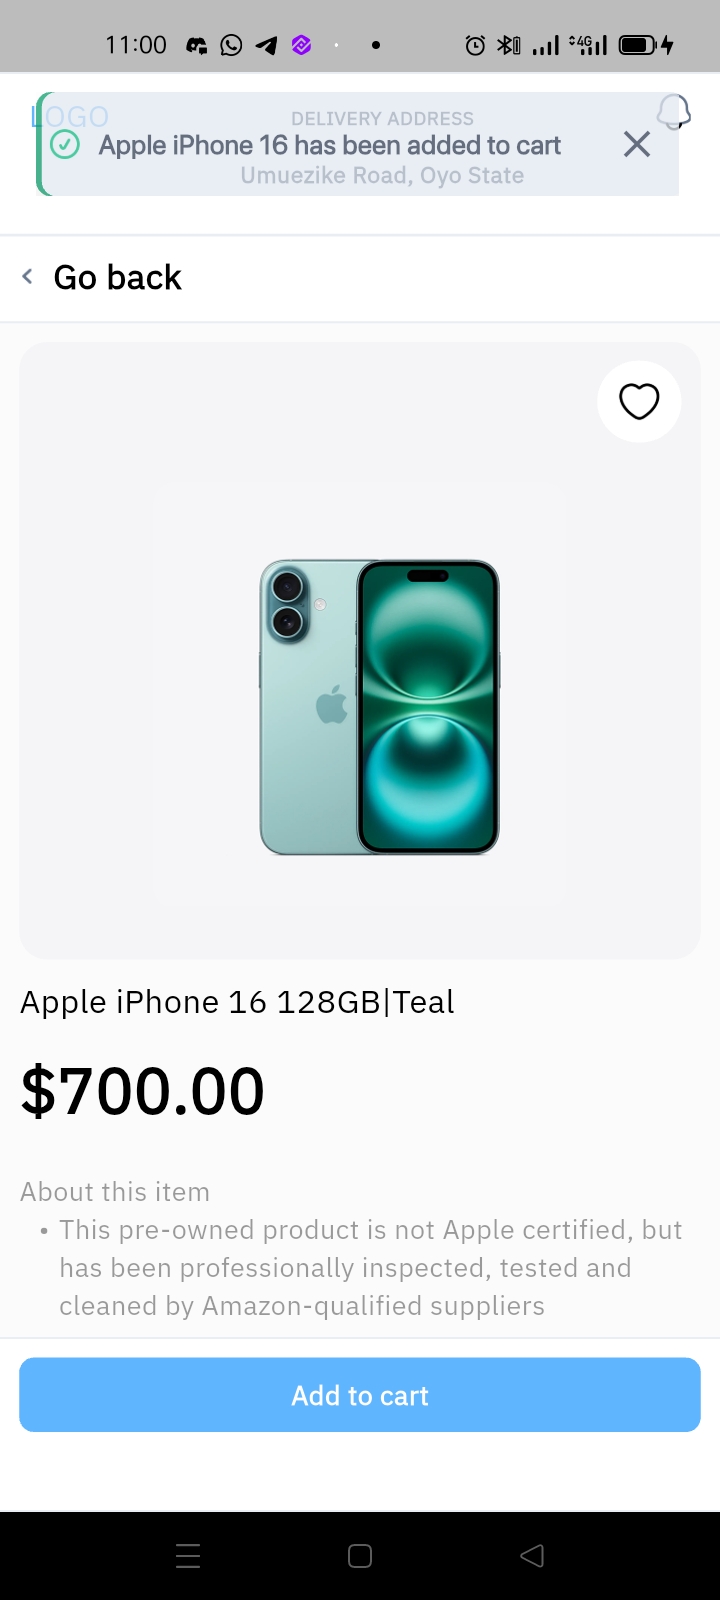 11:00
4G
LOGO
DELIVERY ADDRESS
Apple iPhone 16 has been added to cart
Umuezike Road, Oyo State
Go back
Apple iPhone 16 128GB|Teal
$700.00
About this item
• This pre-owned product is not Apple certified, but
has been professionally inspected, tested and
cleaned by Amazon-qualified suppliers
Add to cart